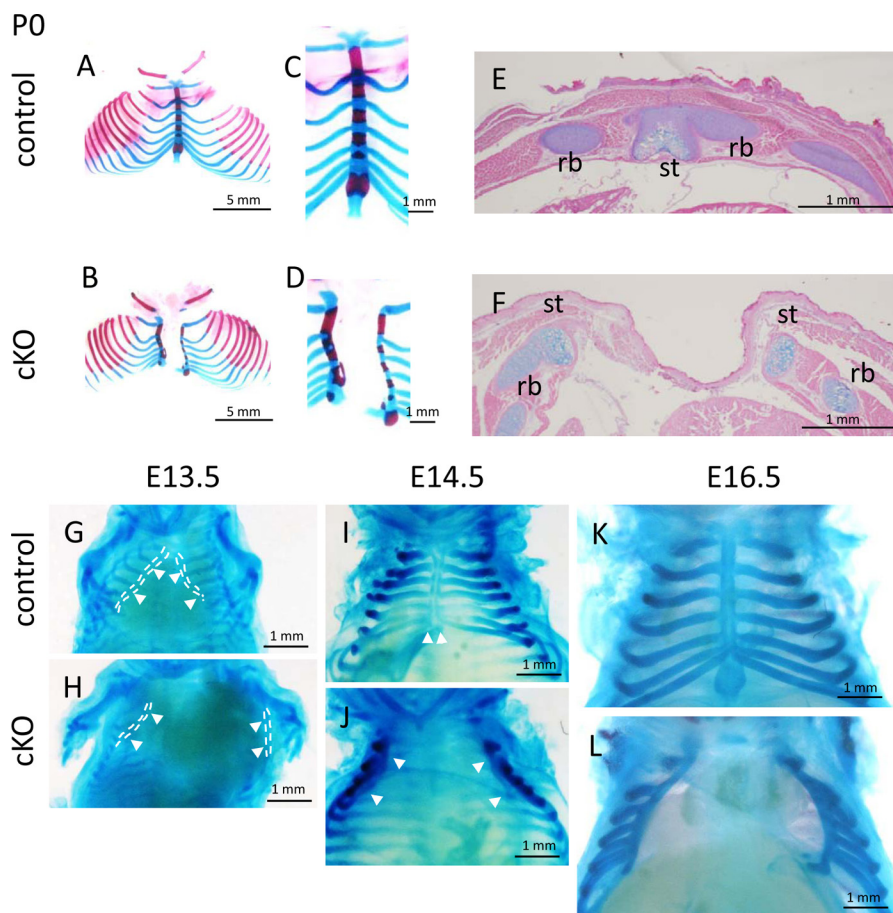 P0
control
A
5 mm
C
1 mm
E
rb
st
rb
1 mm
cKO
B
5 mm
D
1 mm
F
st
st
rb
rb
1 mm
E13.5
E14.5
E16.5
control
G
1 mm
I
1 mm
K
1 mm
cKO
H
1 mm
J
1 mm
L
1 mm